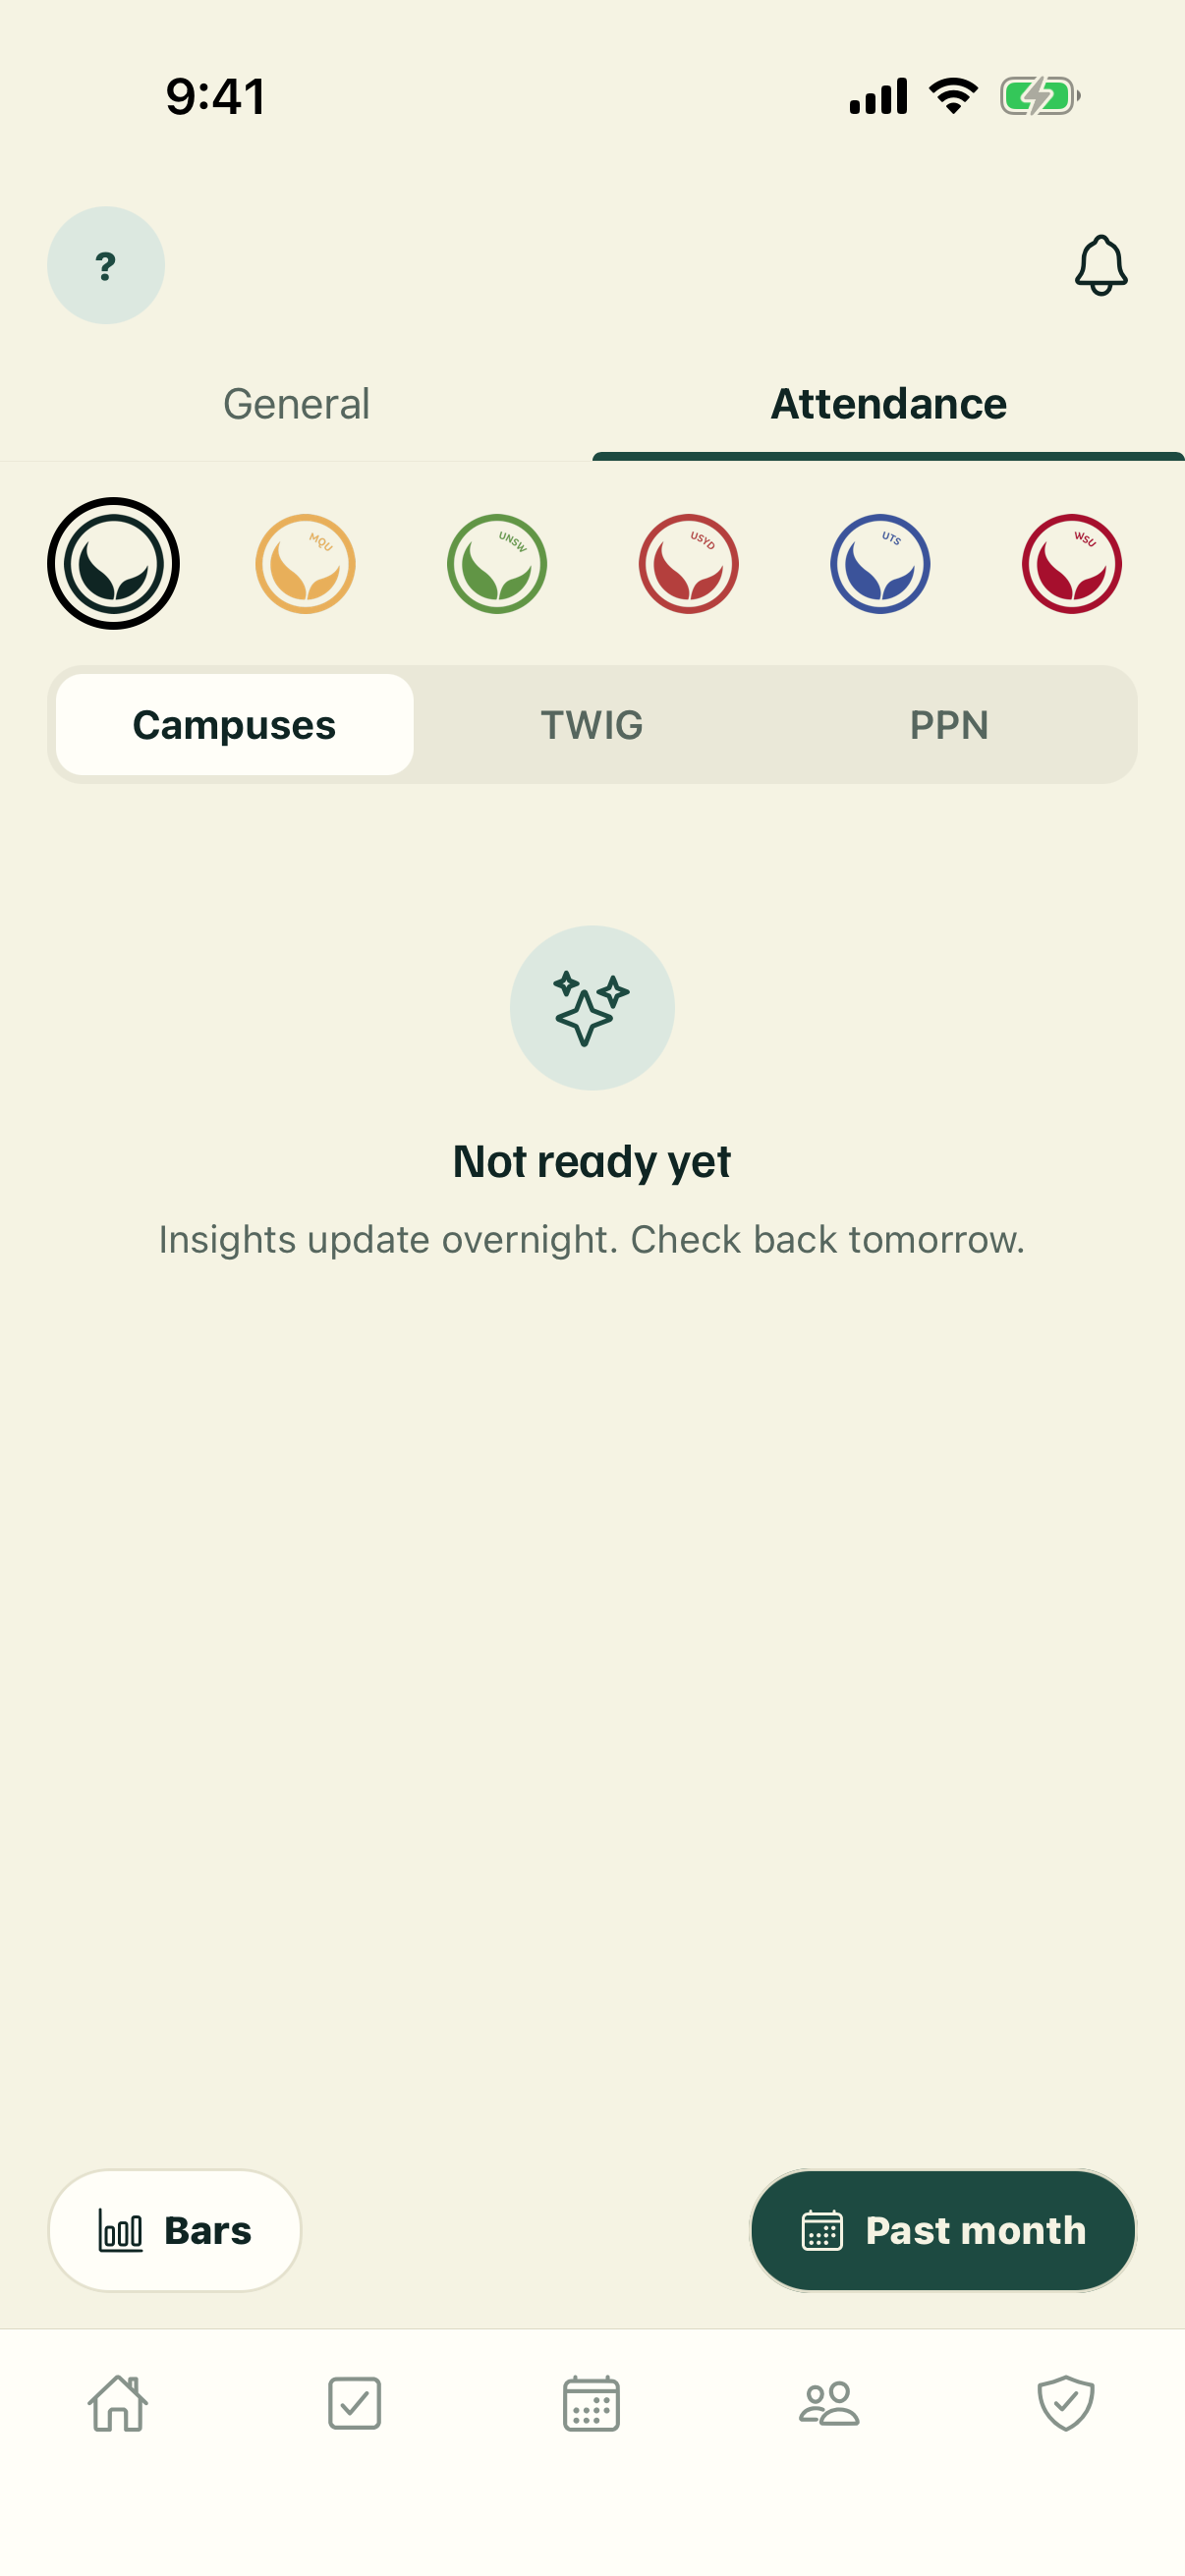 9:41
?
General Attendance
MQU UNSW USYD UTS WSU
Campuses TWIG PPN
Not ready yet
Insights update overnight. Check back tomorrow.
Bars Past month